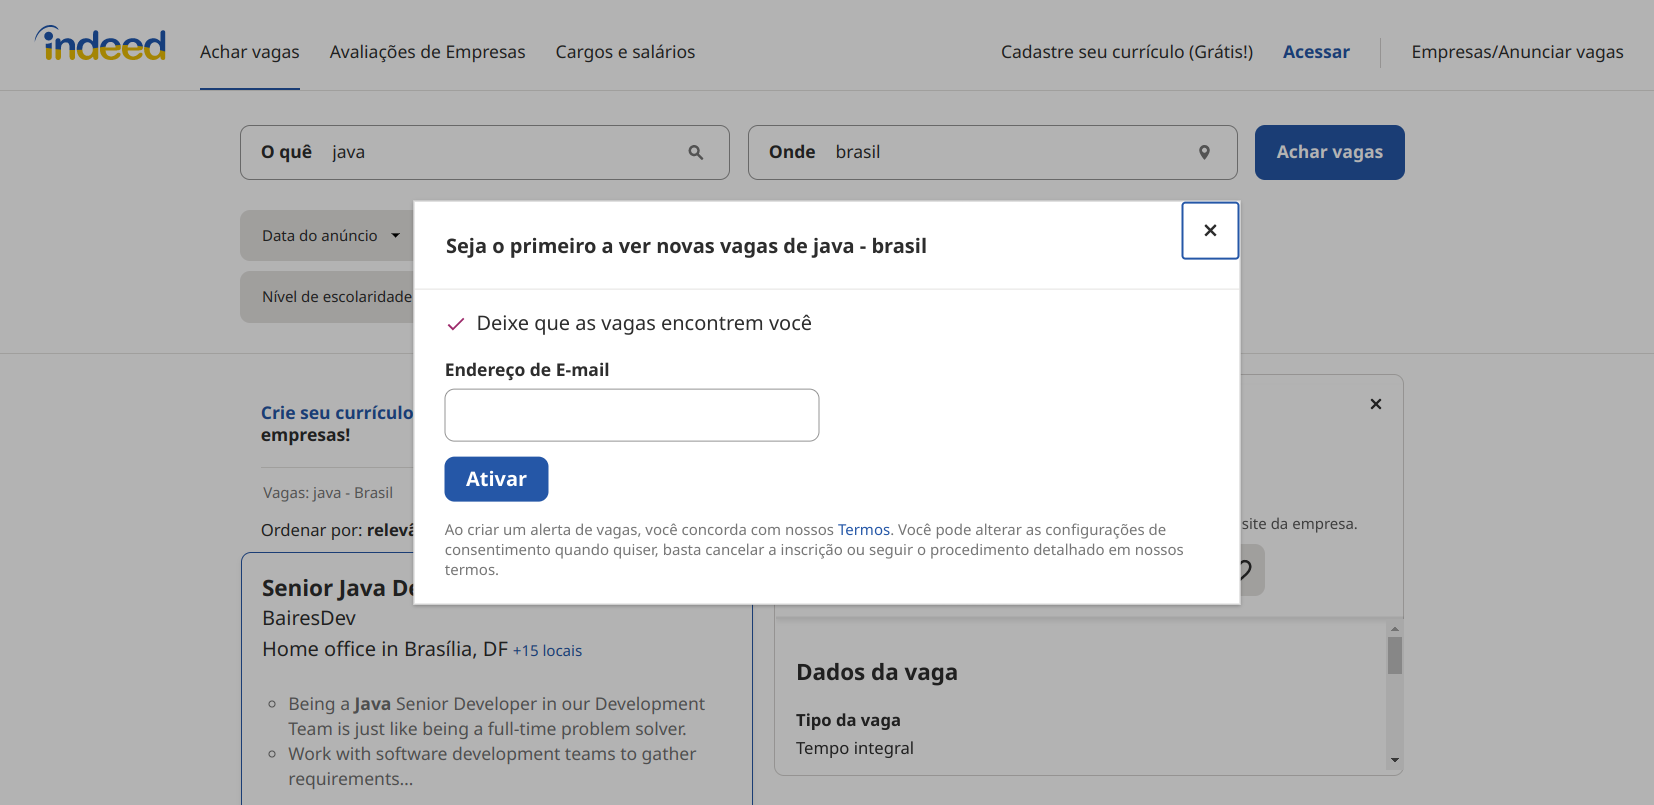 indeed
Achar vagas
Avaliações de Empresas
Cargos e salários
Cadastre seu currículo (Grátis!)
Acessar
Empresas/Anunciar vagas
O quê java
Onde brasil
Achar vagas
Data do anúncio
Nível de escolaridade
Seja o primeiro a ver novas vagas de java - brasil
Deixe que as vagas encontrem você
Endereço de E-mail
Ativar
Ao criar um alerta de vagas, você concorda com nossos Termos. Você pode alterar as configurações de
consentimento quando quiser, basta cancelar a inscrição ou seguir o procedimento detalhado em nossos
termos.
Crie seu currículo
empresas!
Vagas: java - Brasil
Ordenar por:
Senior Java
BairesDev
Home office in Brasília, DF +15 locais
Being a Java Senior Developer in our Development
Team is just like being a full-time problem solver.
Work with software development teams to gather
requirements...
site da empresa.
Dados da vaga
Tipo da vaga
Tempo integral